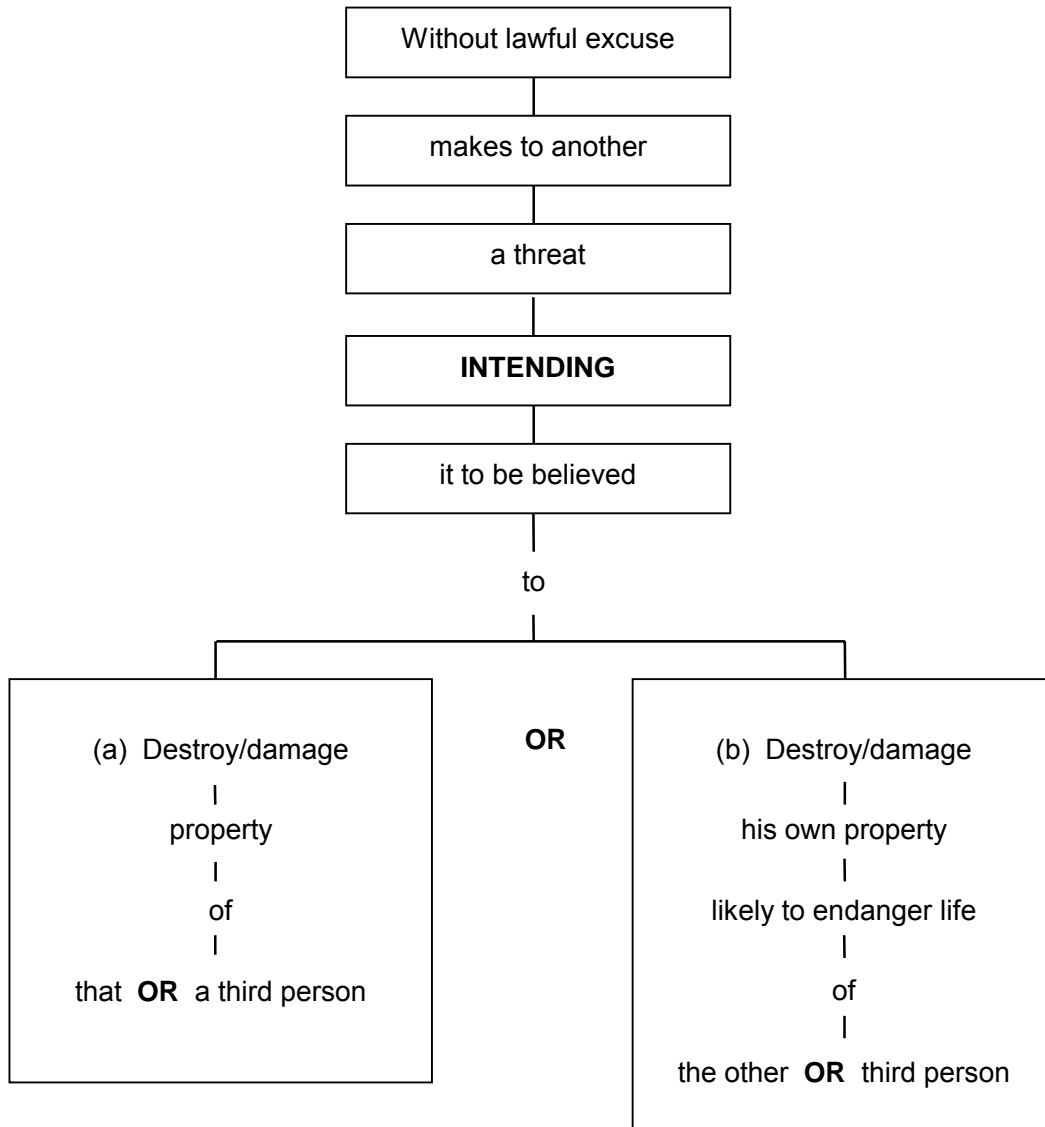 Without lawful excuse
makes to another
a threat
INTENDING
it to be believed
to
(a) Destroy/damage
property
of
that OR a third person
OR
(b) Destroy/damage
his own property
likely to endanger life
of
the other OR third person